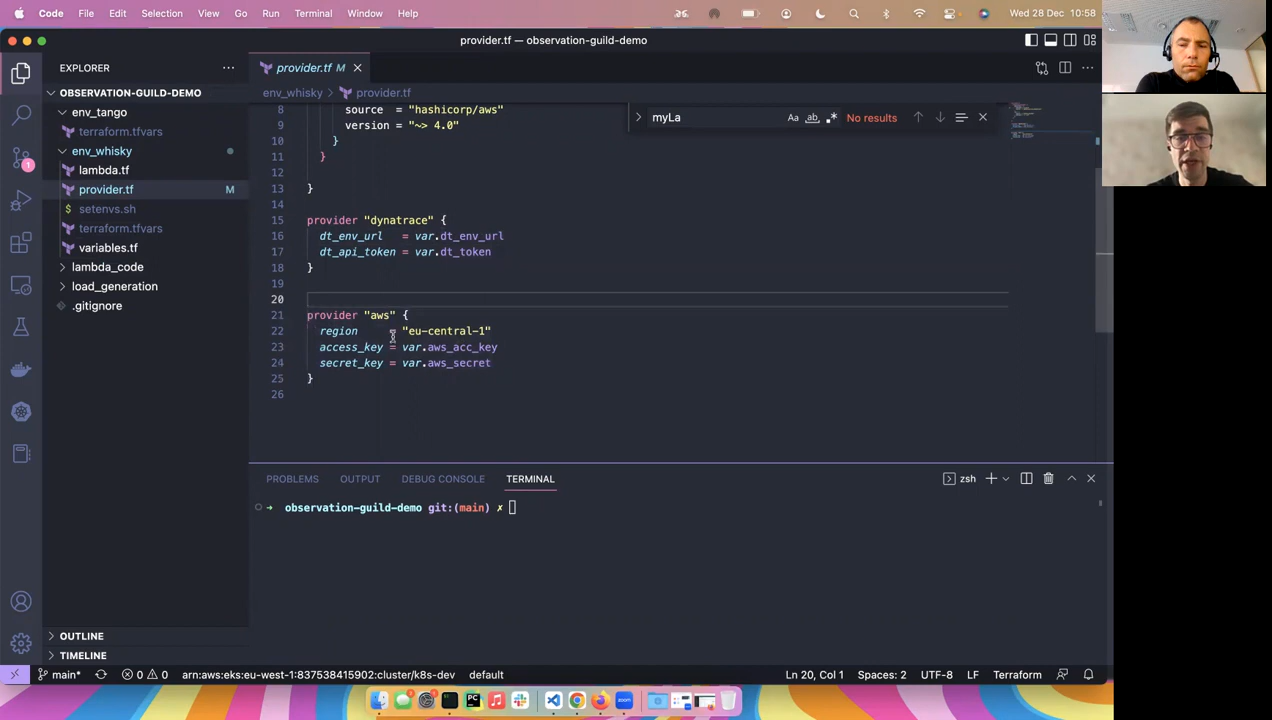 Code File Edit Selection View Go Run Terminal Window Help Wed 28 Dec 10:58
provider.tf — observation-guild-demo
EXPLORER
provider.tf M
OBSERVATION-GUILD-DEMO
env_tango
terraform.tfvars
env_whisky
lambda.tf
provider.tf M
setenvs.sh
terraform.tfvars
variables.tf
lambda_code
load_generation
.gitignore
OUTLINE
TIMELINE
env_whisky > provider.tf
myLa Aa ab No results
8 source = "hashicorp/aws"
9 version = "~> 4.0"
10 }
11 }
12
13 }
14
15 provider "dynatrace" {
16 dt_env_url = var.dt_env_url
17 dt_api_token = var.dt_token
18 }
19
20
21 provider "aws" {
22 region = "eu-central-1"
23 access_key = var.aws_acc_key
24 secret_key = var.aws_secret
25 }
26
PROBLEMS OUTPUT DEBUG CONSOLE TERMINAL zsh
→ observation-guild-demo git:(main) ✗
main* 0 0 arn:aws:eks:eu-west-1:837538415902:cluster/k8s-dev default Ln 20, Col 1 Spaces: 2 UTF-8 LF Terraform